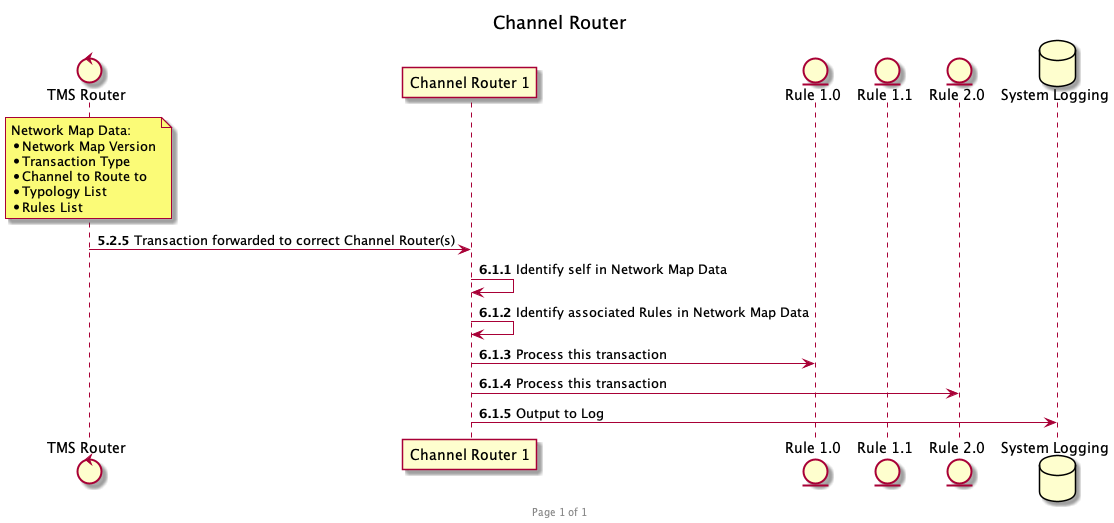 Channel Router
TMS Router
Channel Router 1
Rule 1.0
Rule 1.1
Rule 2.0
System Logging
Network Map Data:
• Network Map Version
• Transaction Type
• Channel to Route to
• Typology List
• Rules List
5.2.5 Transaction forwarded to correct Channel Router(s)
6.1.1 Identify self in Network Map Data
6.1.2 Identify associated Rules in Network Map Data
6.1.3 Process this transaction
6.1.4 Process this transaction
6.1.5 Output to Log
TMS Router
Channel Router 1
Rule 1.0
Rule 1.1
Rule 2.0
System Logging
Page 1 of 1